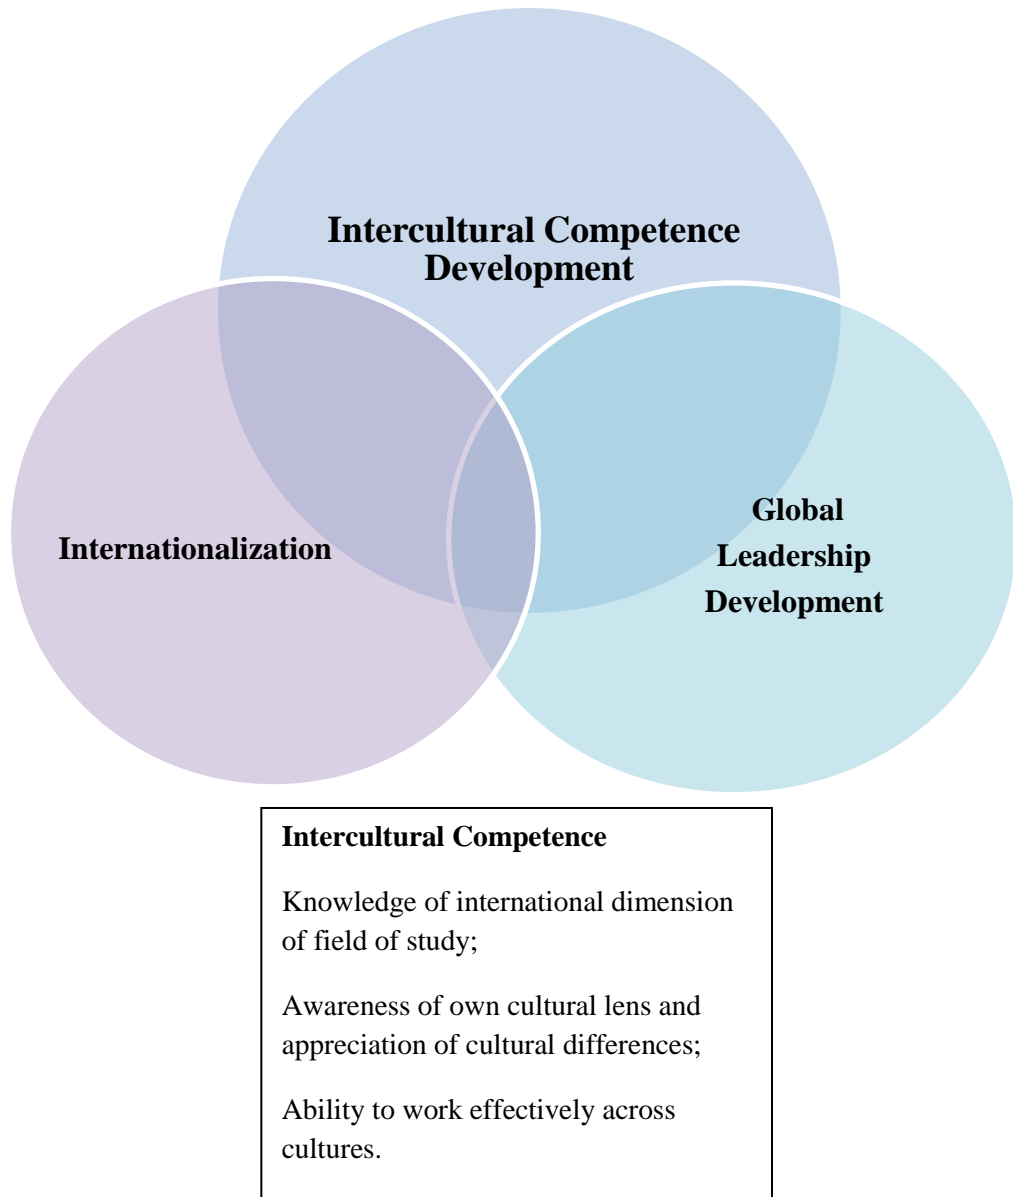 Intercultural Competence
Development
Internationalization
Global
Leadership
Development
Intercultural Competence
Knowledge of international dimension
of field of study;
Awareness of own cultural lens and
appreciation of cultural differences;
Ability to work effectively across
cultures.